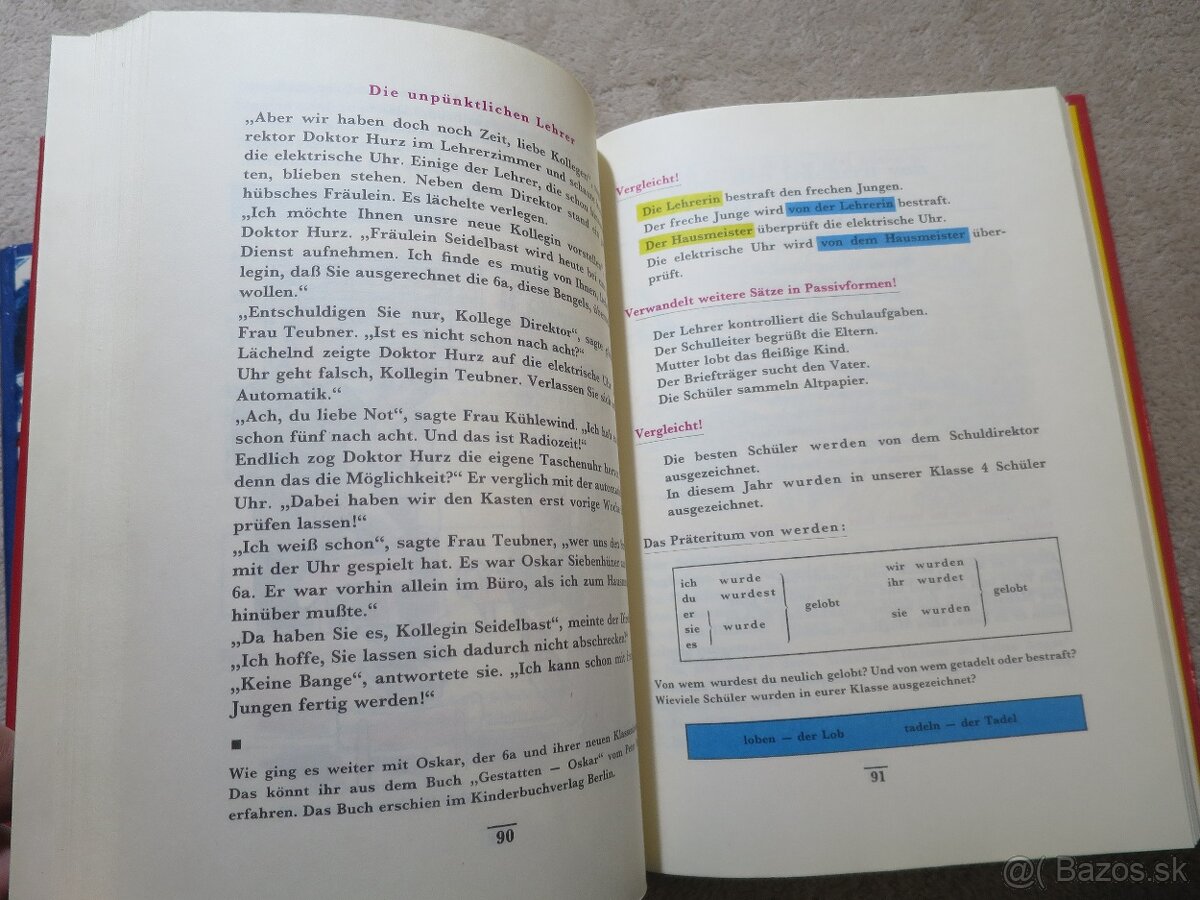 Die unpünktlichen Lehrer
„Aber wir haben doch noch Zeit, liebe Kollegen“,
rektor Doktor Hurz im Lehrerzimmer und schaute
die elektrische Uhr. Einige der Lehrer, die schon
ten, blieben stehen. Neben dem Direktor stand ein
hübsches Fräulein. Es lächelte verlegen.
„Ich möchte Ihnen unsre neue Kollegin vorstellen“
Doktor Hurz. „Fräulein Seidelbast wird heute bei
Dienst aufnehmen. Ich finde es mutig von Ihnen,
legin, daß Sie ausgerechnet die 6a, diese Bengels,
wollen.“
„Entschuldigen Sie nur, Kollege Direktor“, sagte
Frau Teubner. „Ist es nicht schon nach acht?“
Lächelnd zeigte Doktor Hurz auf die elektrische
Uhr geht falsch, Kollegin Teubner. Verlassen Sie sich
Automatik.“
„Ach, du liebe Not“, sagte Frau Kühlewind. „Ich hab
schon fünf nach acht. Und das ist Radiozeit!“
Endlich zog Doktor Hurz die eigene Taschenuhr
denn das die Möglichkeit?“ Er verglich mit der
Uhr. „Dabei haben wir den Kasten erst vorige Woche
prüfen lassen!“
„Ich weiß schon“, sagte Frau Teubner, „wer uns den
mit der Uhr gespielt hat. Es war Oskar Siebenhüner
6a. Er war vorhin allein im Büro, als ich zum
hinüber mußte.“
„Da haben Sie es, Kollegin Seidelbast“, meinte der
„Ich hoffe, Sie lassen sich dadurch nicht abschrecken!“
„Keine Bange“, antwortete sie. „Ich kann schon mit
Jungen fertig werden!“
Wie ging es weiter mit Oskar, der 6a und ihrer neuen
Das könnt ihr aus dem Buch „Gestatten — Oskar“ vom Peter
erfahren. Das Buch erschien im Kinderbuchverlag Berlin.
90
Vergleicht!
Die Lehrerin bestraft den frechen Jungen.
Der freche Junge wird von der Lehrerin bestraft.
Der Hausmeister überprüft die elektrische Uhr.
Die elektrische Uhr wird von dem Hausmeister über-
prüft.
Verwandelt weitere Sätze in Passivformen!
Der Lehrer kontrolliert die Schulaufgaben.
Der Schulleiter begrüßt die Eltern.
Mutter lobt das fleißige Kind.
Der Briefträger sucht den Vater.
Die Schüler sammeln Altpapier.
Vergleicht!
Die besten Schüler werden von dem Schuldirektor
ausgezeichnet.
In diesem Jahr wurden in unserer Klasse 4 Schüler
ausgezeichnet.
Das Präteritum von werden:
ich wurde
du wurdest
er
sie wurde
es
gelobt
wir wurden
ihr wurdet
sie wurden
gelobt
Von wem wurdest du neulich gelobt? Und von wem getadelt oder bestraft?
Wieviele Schüler wurden in eurer Klasse ausgezeichnet?
loben — der Lob tadeln — der Tadel
91
@( Bazos.sk